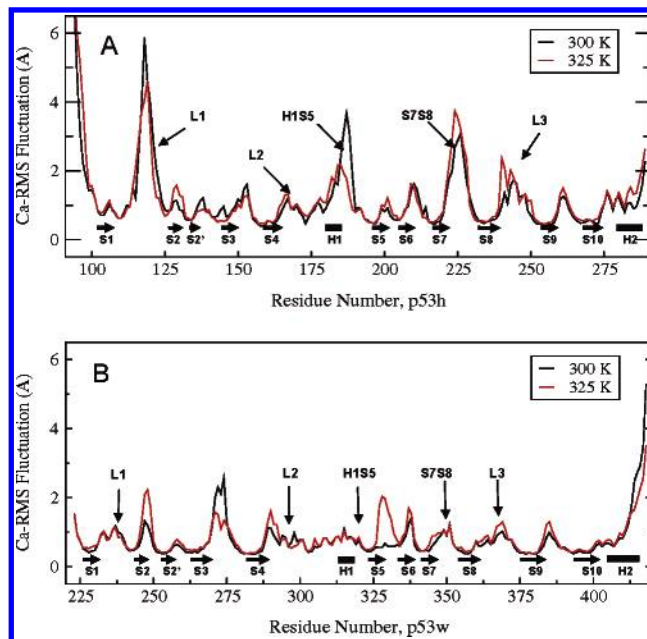 A
300 K
325 K
L1
H1S5
S7S8
L3
L2
6
4
2
0
Ca-RMS Fluctuation (A)
S1 S2 S2' S3 S4 H1 S5 S6 S7 S8 S9 S10 H2
100 125 150 175 200 225 250 275
Residue Number, p53h
B
300 K
325 K
L1
L2
H1S5
S7S8
L3
6
4
2
0
Ca-RMS Fluctuation (A)
S1 S2 S2' S3 S4 H1 S5 S6 S7 S8 S9 S10 H2
225 250 275 300 325 350 375 400
Residue Number, p53w